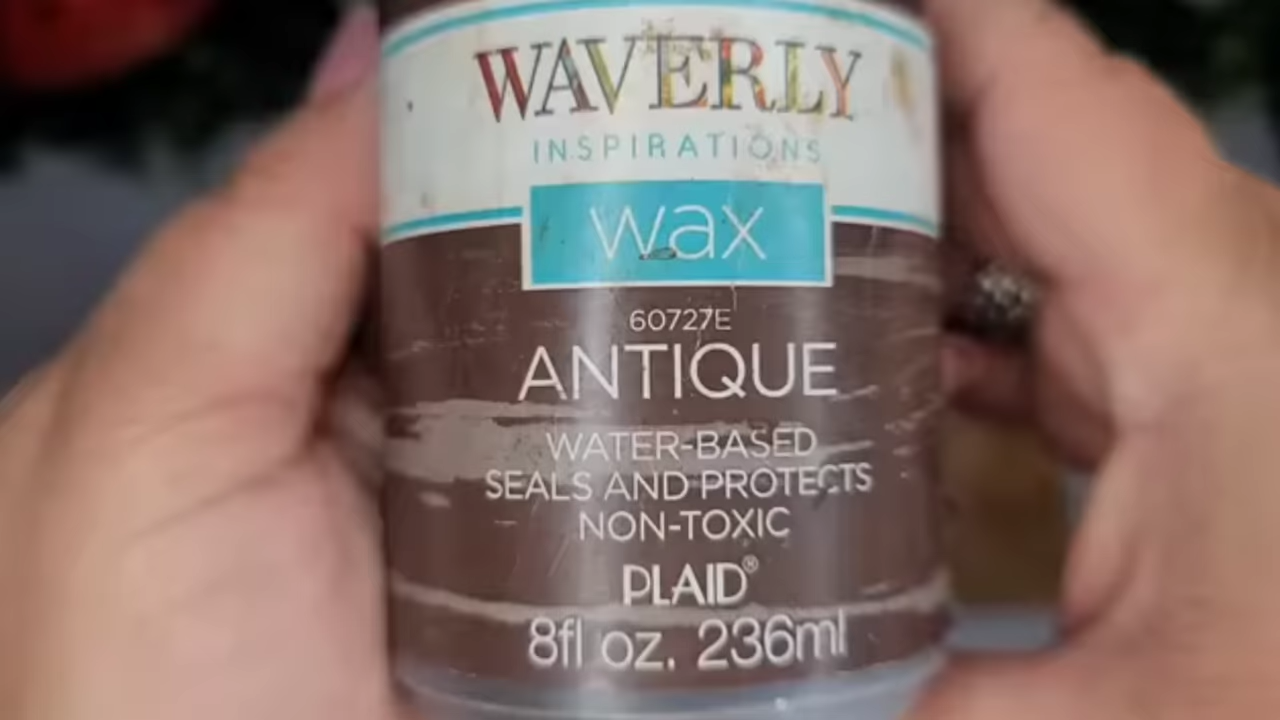 WAVERLY
INSPIRATIONS
wax
60727E
ANTIQUE
WATER-BASED
SEALS AND PROTECTS
NON-TOXIC
PLAID®
8fl oz. 236ml